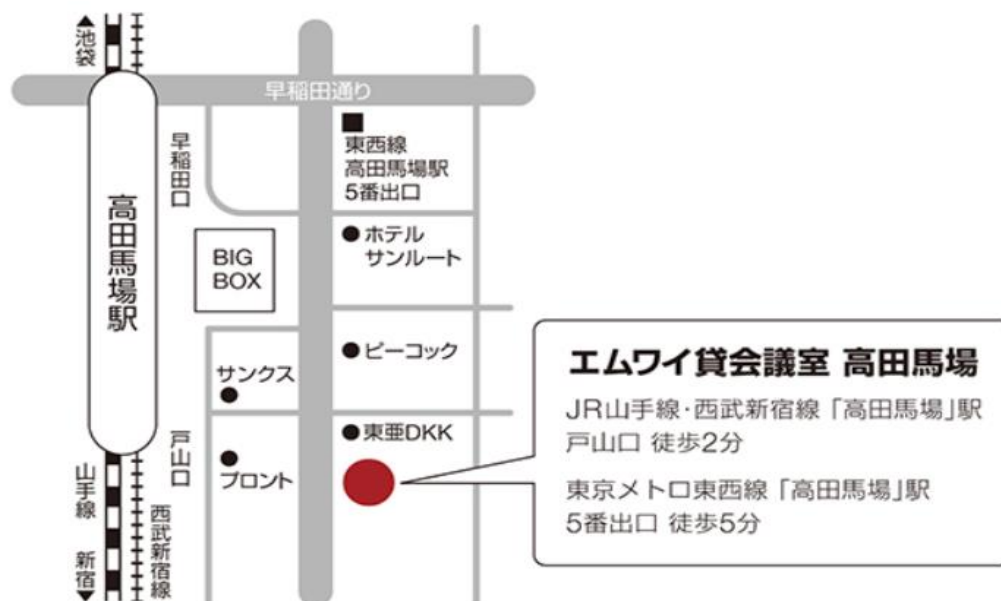 ▲池袋
早稲田通り
早稲田口
東西線
高田馬場駅
5番出口
高田馬場駅
BIG
BOX
ホテル
サンルート
ピーコック
サンクス
東亜DKK
戸山口
プロント
山手線 新宿▼
西武新宿線
エムワイ貸会議室 高田馬場
JR山手線・西武新宿線「高田馬場」駅
戸山口 徒歩2分
東京メトロ東西線「高田馬場」駅
5番出口 徒歩5分